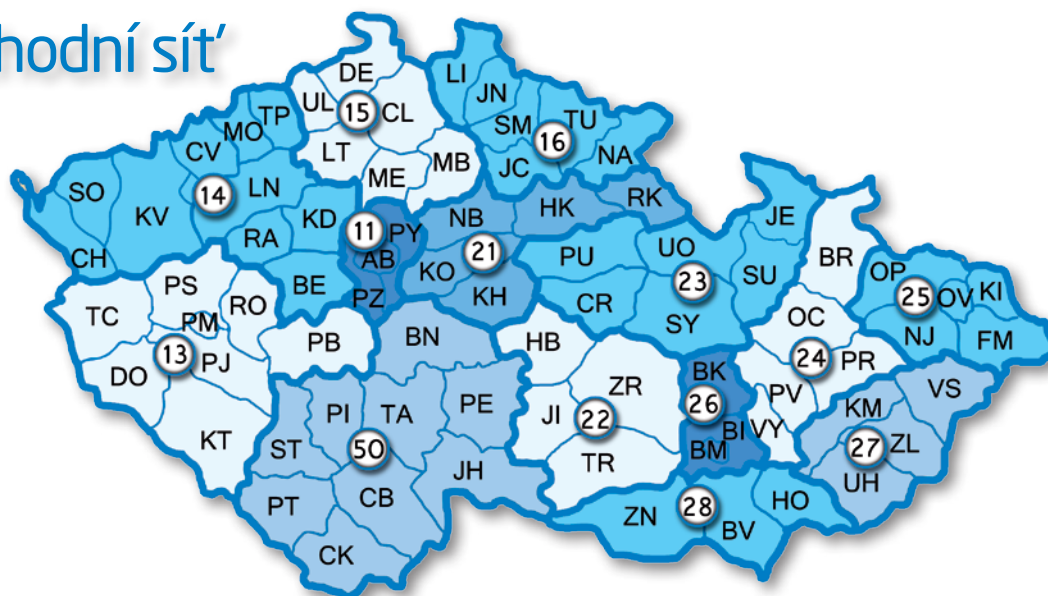 hodní síť
DE
LI
UL
15
CL
JN
TP
MO
SM
TU
CV
16
LT
MB
JC
NA
ME
SO
14
LN
KV
KD
NB
HK
RK
JE
RA
11
PY
21
CH
AB
KO
PU
UO
BR
SU
OP
BE
PZ
KH
23
25
OV
KI
PS
RO
CR
TC
PM
SY
OC
NJ
FM
PB
BN
HB
13
PJ
24
PR
DO
BK
VS
ZR
PV
PI
TA
PE
26
KM
KT
JI
22
BI
VY
ST
50
BM
27
ZL
TR
JH
UH
PT
CB
HO
ZN
28
BV
CK